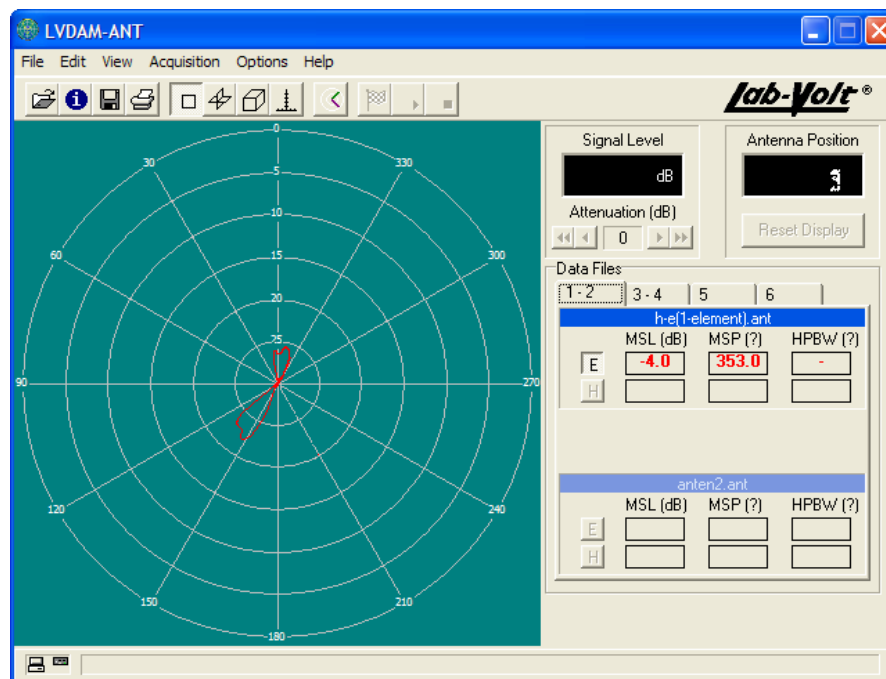 LVDAM-ANT
File Edit View Acquisition Options Help
Lab-Volt ®
Signal Level
dB
Attenuation (dB)
0
Antenna Position
Reset Display
0
30 330
5
10
60 15 300
20
25
90 270
120 240
150 210
180
Data Files
1 - 2 3 - 4 5 6
h-e(1-element).ant
MSL (dB) MSP (?) HPBW (?)
E -4.0 353.0 -
H
anten2.ant
MSL (dB) MSP (?) HPBW (?)
E
H